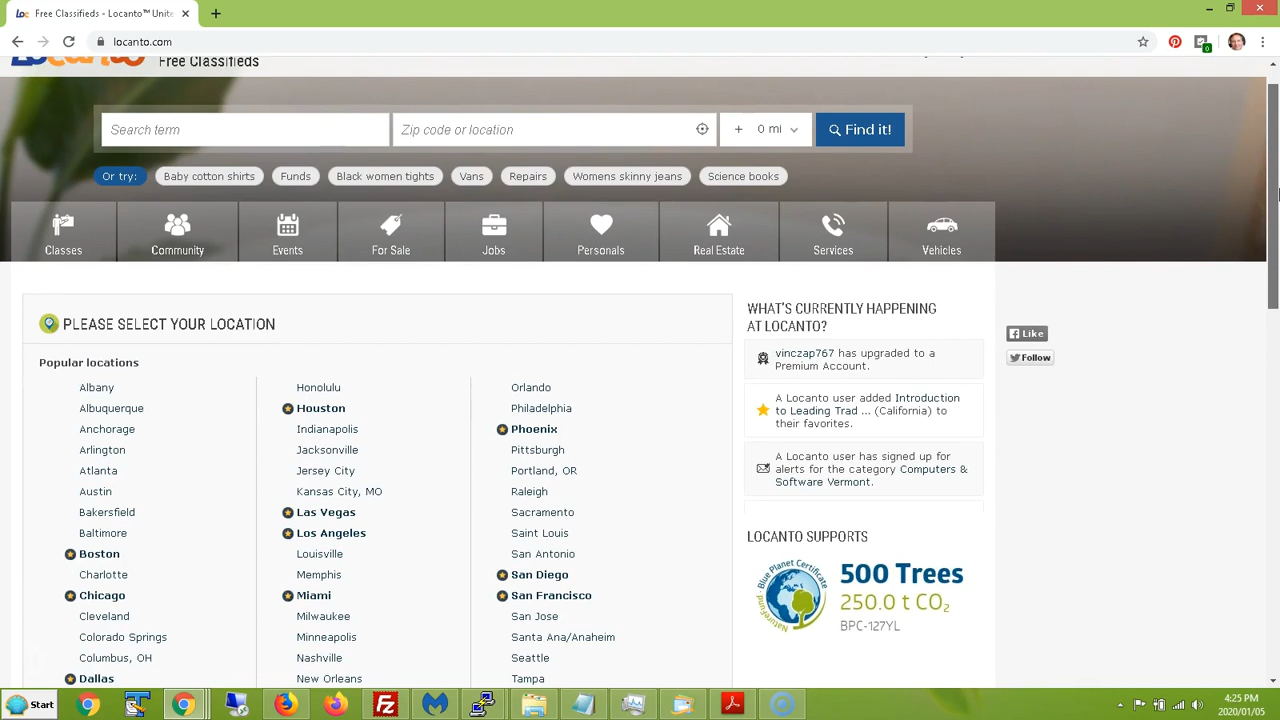 Free Classifieds - Locanto™ Unite
locanto.com
Free Classifieds
Search term
Zip code or location
+ 0 mi
Find it!
Or try:
Baby cotton shirts
Funds
Black women tights
Vans
Repairs
Womens skinny jeans
Science books
Classes
Community
Events
For Sale
Jobs
Personals
Real Estate
Services
Vehicles
PLEASE SELECT YOUR LOCATION
Popular locations
Albany
Albuquerque
Anchorage
Arlington
Atlanta
Austin
Bakersfield
Baltimore
Boston
Charlotte
Chicago
Cleveland
Colorado Springs
Columbus, OH
Dallas
Honolulu
Houston
Indianapolis
Jacksonville
Jersey City
Kansas City, MO
Las Vegas
Los Angeles
Louisville
Memphis
Miami
Milwaukee
Minneapolis
Nashville
New Orleans
Orlando
Philadelphia
Phoenix
Pittsburgh
Portland, OR
Raleigh
Sacramento
Saint Louis
San Antonio
San Diego
San Francisco
San Jose
Santa Ana/Anaheim
Seattle
Tampa
WHAT'S CURRENTLY HAPPENING
AT LOCANTO?
vinczap767 has upgraded to a
Premium Account.
A Locanto user added Introduction
to Leading Trad ... (California) to
their favorites.
A Locanto user has signed up for
alerts for the category Computers &
Software Vermont.
LOCANTO SUPPORTS
Blue Planet Certificate
NatureFund
500 Trees
250.0 t CO₂
BPC-127YL
Like
Follow
Start
0
4:25 PM
2020/01/05